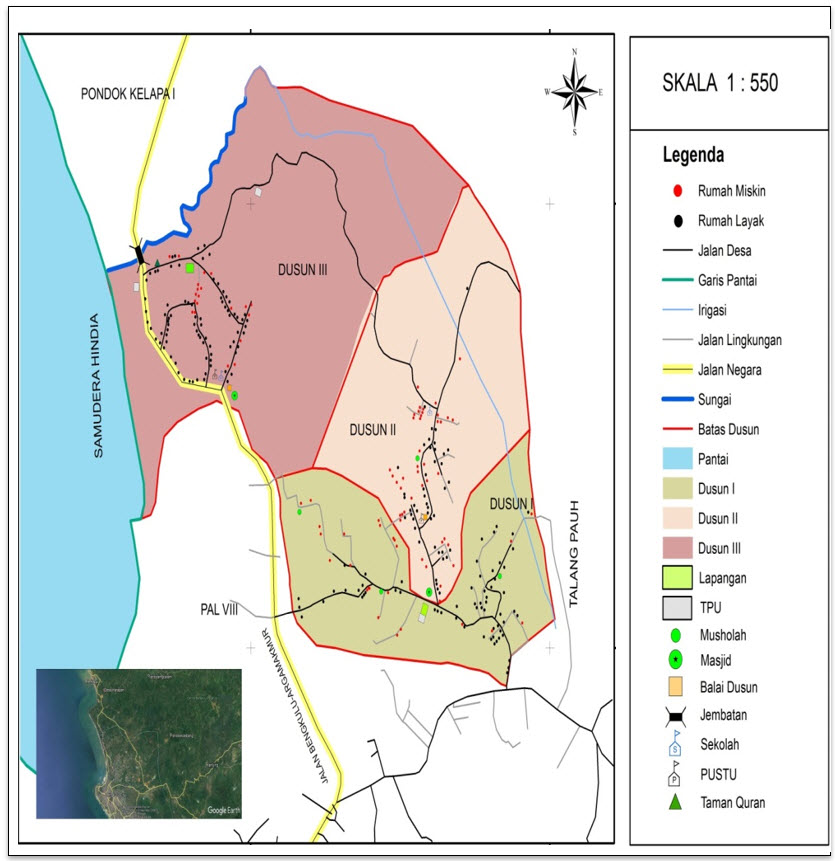 PONDOK KELAPA I
N
W
E
S
DUSUN III
SAMUDERA HINDIA
DUSUN II
DUSUN I
TALANG PAUH
PAL VIII
JALAN BENGKULU-ARGAMAKMUR
Google Earth
SKALA 1 : 550
Legenda
Rumah Miskin
Rumah Layak
Jalan Desa
Garis Pantai
Irigasi
Jalan Lingkungan
Jalan Negara
Sungai
Batas Dusun
Pantai
Dusun I
Dusun II
Dusun III
Lapangan
TPU
Musholah
Masjid
Balai Dusun
Jembatan
S
Sekolah
P
PUSTU
Taman Quran